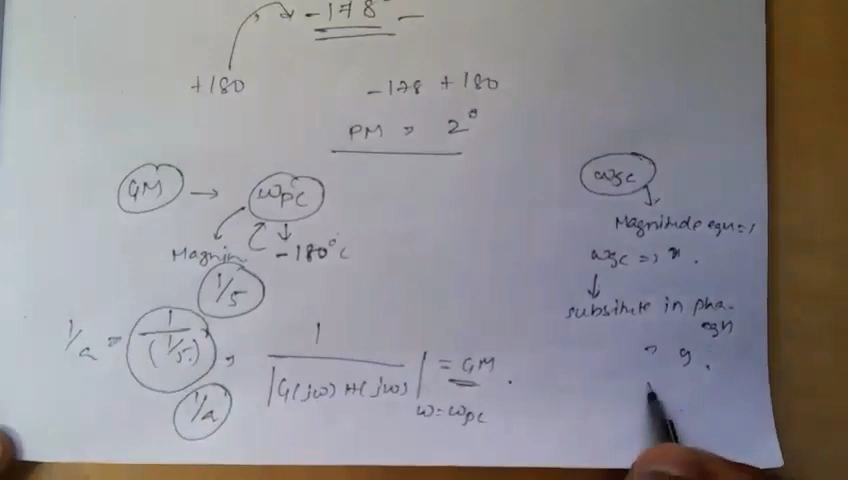 -178°
+180
-178 +180
PM = 2°
GM → ωpc
Magnin -180°c
1/5
1/a = 1/(1/5) , 1/|G(jω) H(jω)| |ω=ωpc = GM .
1/a
ωgc
Magnitude eqn = 1
ωgc => x .
substitute in pha-
eqn
= y .